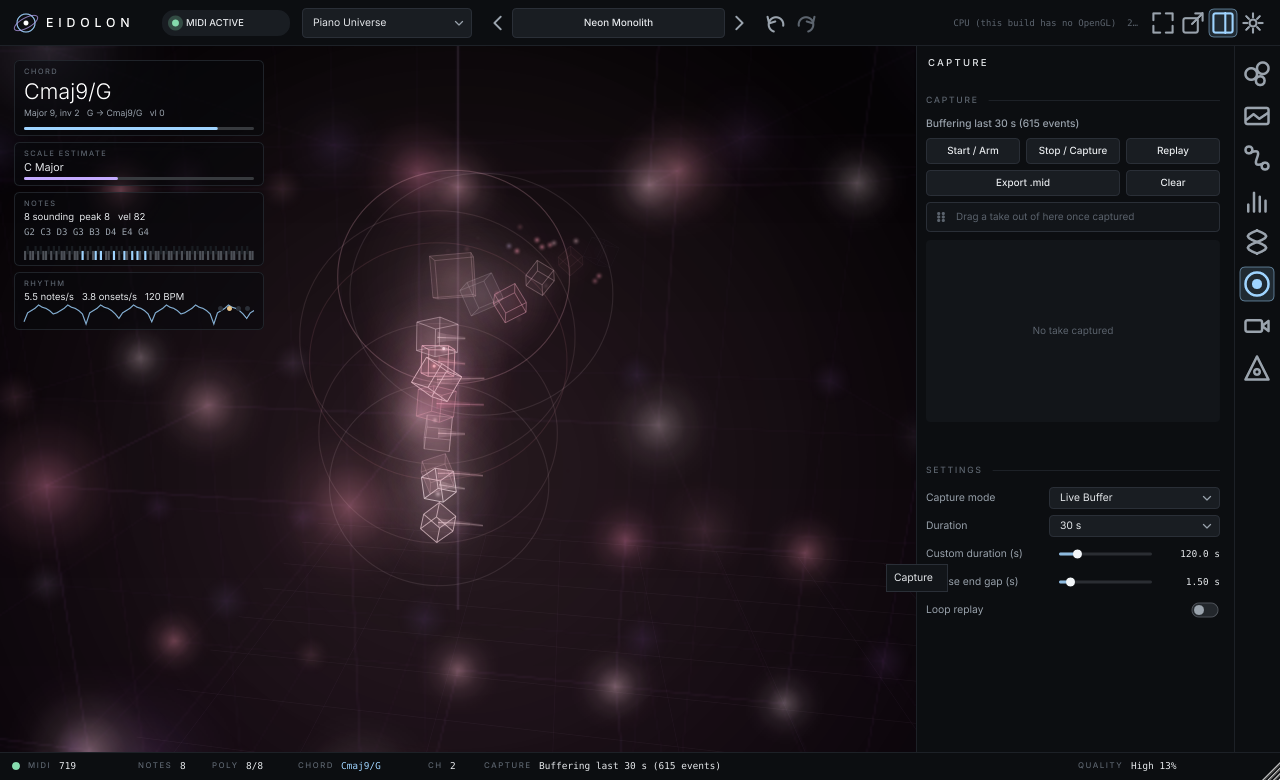 EIDOLON
MIDI ACTIVE
Piano Universe
Neon Monolith
CPU (this build has no OpenGL) 2…
CHORD
Cmaj9/G
Major 9, inv 2 G → Cmaj9/G vl 0
SCALE ESTIMATE
C Major
NOTES
8 sounding peak 8 vel 82
G2 C3 D3 G3 B3 D4 E4 G4
RHYTHM
5.5 notes/s 3.8 onsets/s 120 BPM
CAPTURE
CAPTURE
Buffering last 30 s (615 events)
Start / Arm
Stop / Capture
Replay
Export .mid
Clear
Drag a take out of here once captured
No take captured
SETTINGS
Capture mode
Live Buffer
Duration
30 s
Custom duration (s)
120.0 s
Capture
se end gap (s)
1.50 s
Loop replay
MIDI 719
NOTES 8
POLY 8/8
CHORD Cmaj9/G
CH 2
CAPTURE Buffering last 30 s (615 events)
QUALITY High 13%